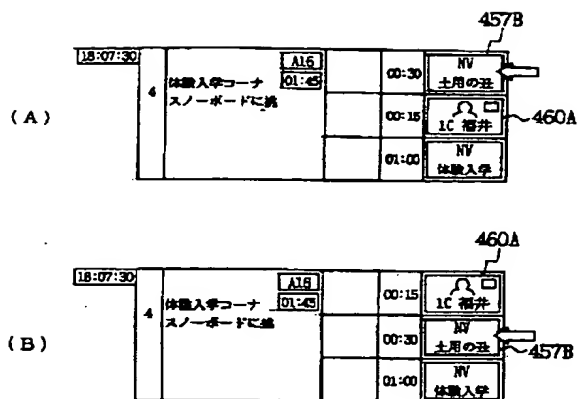 457B
(A)
18:07:30
4
体験入学コーナ
スノーボードに挑
A16
01:45
00:30
NV
土用の丑
00:15
1C 福井
460A
01:00
NV
体験入学
460A
(B)
18:07:30
4
体験入学コーナ
スノーボードに挑
A16
01:45
00:15
1C 福井
00:30
NV
土用の丑
457B
01:00
NV
体験入学